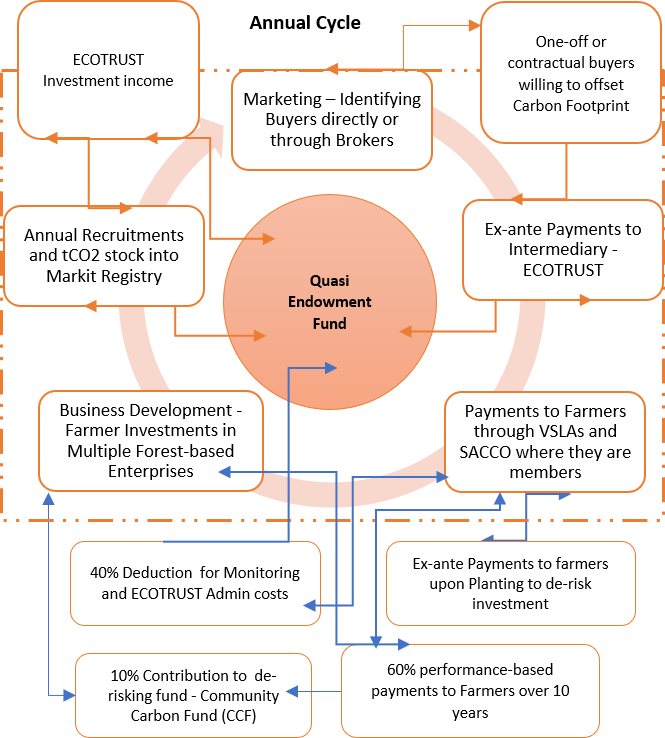 Annual Cycle
ECOTRUST
Investment income
Marketing – Identifying
Buyers directly or
through Brokers
One-off or
contractual buyers
willing to offset
Carbon Footprint
Annual Recruitments
and tCO2 stock into
Markit Registry
Quasi
Endowment
Fund
Ex-ante Payments to
Intermediary -
ECOTRUST
Business Development -
Farmer Investments in
Multiple Forest-based
Enterprises
Payments to Farmers
through VSLAs and
SACCO where they are
members
40% Deduction for Monitoring
and ECOTRUST Admin costs
Ex-ante Payments to farmers
upon Planting to de-risk
investment
10% Contribution to de-
risking fund - Community
Carbon Fund (CCF)
60% performance-based
payments to Farmers over 10
years